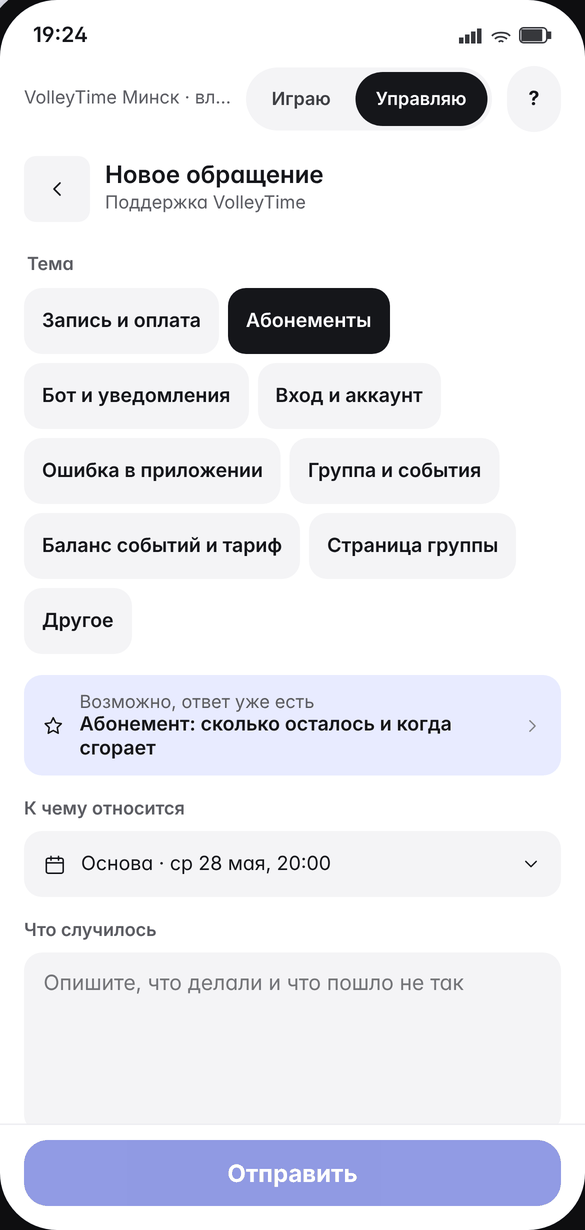 19:24
VolleyTime Минск · вл...
Играю
Управляю
?
Новое обращение
Поддержка VolleyTime
Тема
Запись и оплата
Абонементы
Бот и уведомления
Вход и аккаунт
Ошибка в приложении
Группа и события
Баланс событий и тариф
Страница группы
Другое
Возможно, ответ уже есть
Абонемент: сколько осталось и когда
сгорает
К чему относится
Основа · ср 28 мая, 20:00
Что случилось
Опишите, что делали и что пошло не так
Отправить